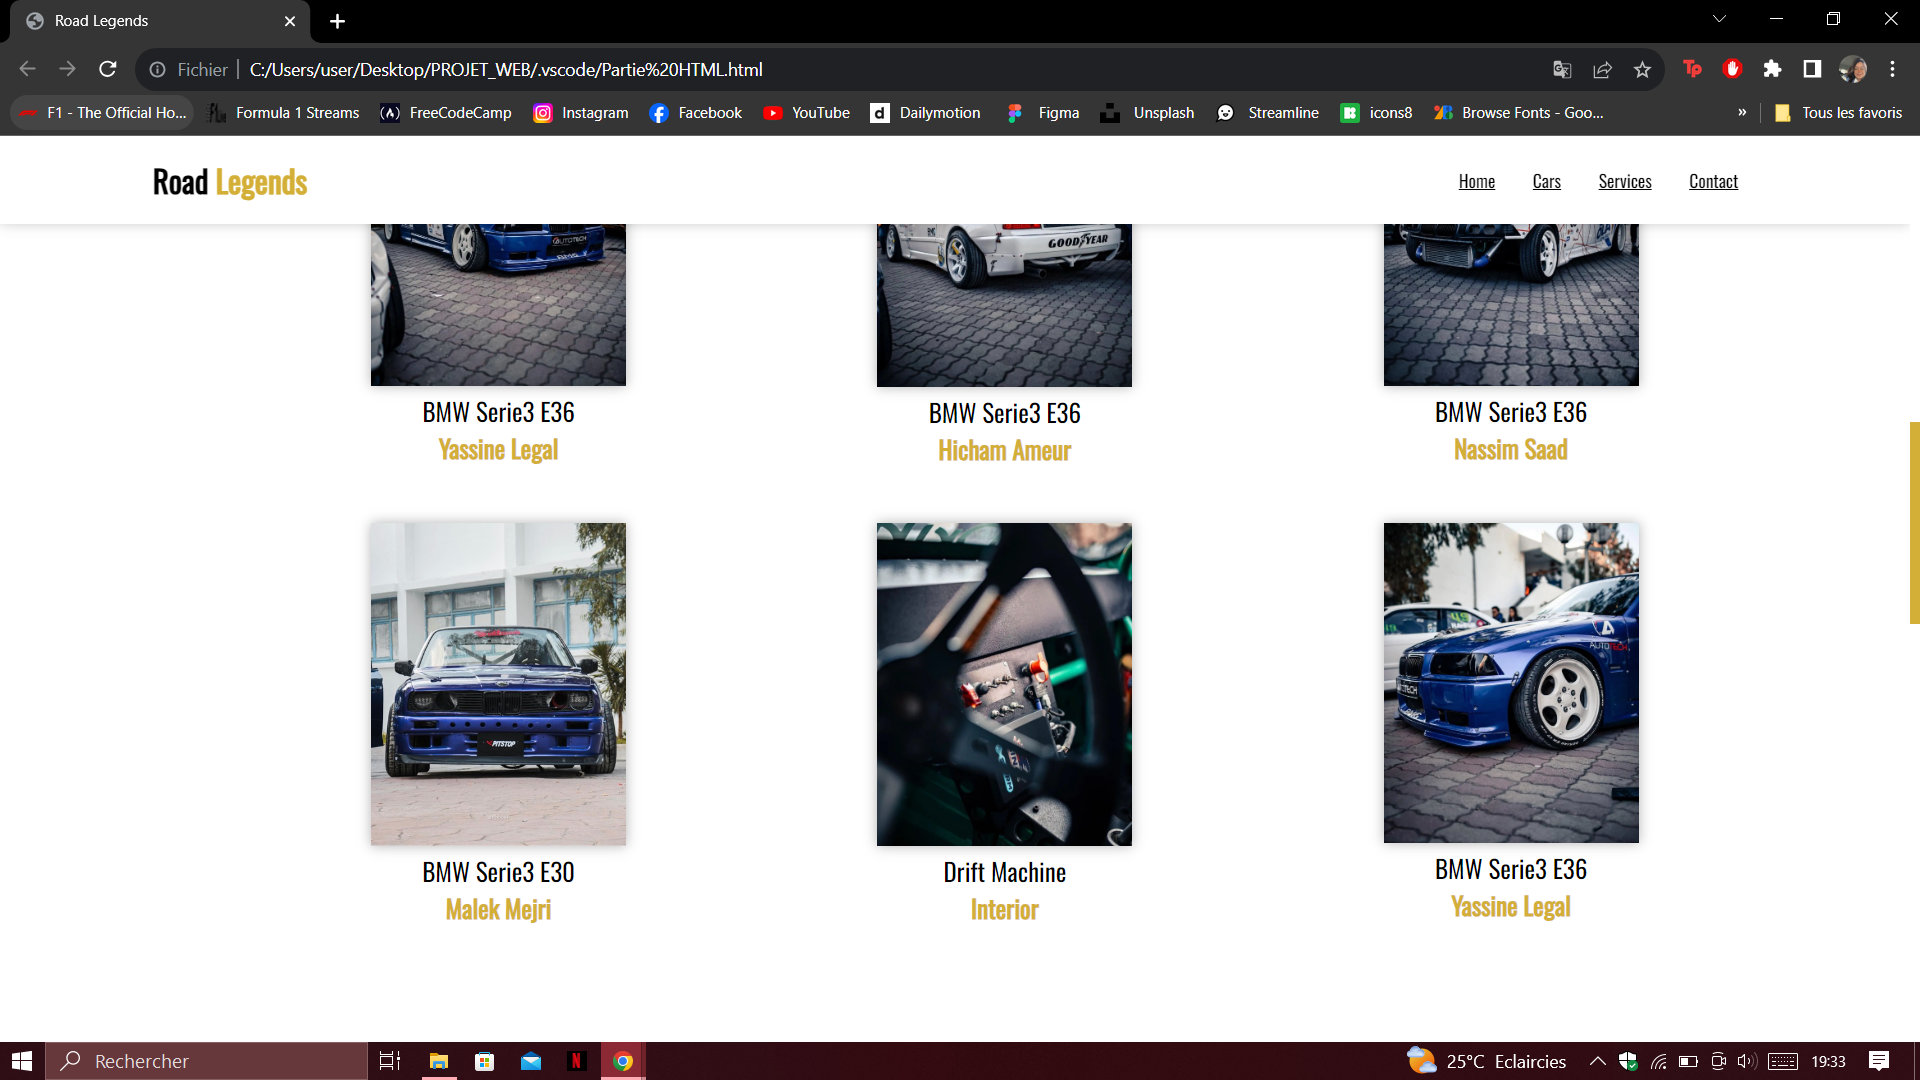 Road Legends
Fichier C:/Users/user/Desktop/PROJET_WEB/.vscode/Partie%20HTML.html
F1 - The Official Ho... Formula 1 Streams FreeCodeCamp Instagram Facebook YouTube Dailymotion Figma Unsplash Streamline icons8 Browse Fonts - Goo... » Tous les favoris
Road Legends Home Cars Services Contact
AUTOTECH
GOOD YEAR
BMW Serie3 E36
Yassine Legal
BMW Serie3 E36
Hicham Ameur
BMW Serie3 E36
Nassim Saad
PITSTOP
AUTOTECH
BMW Serie3 E30
Malek Mejri
Drift Machine
Interior
BMW Serie3 E36
Yassine Legal
Rechercher 25°C Eclaircies 19:33